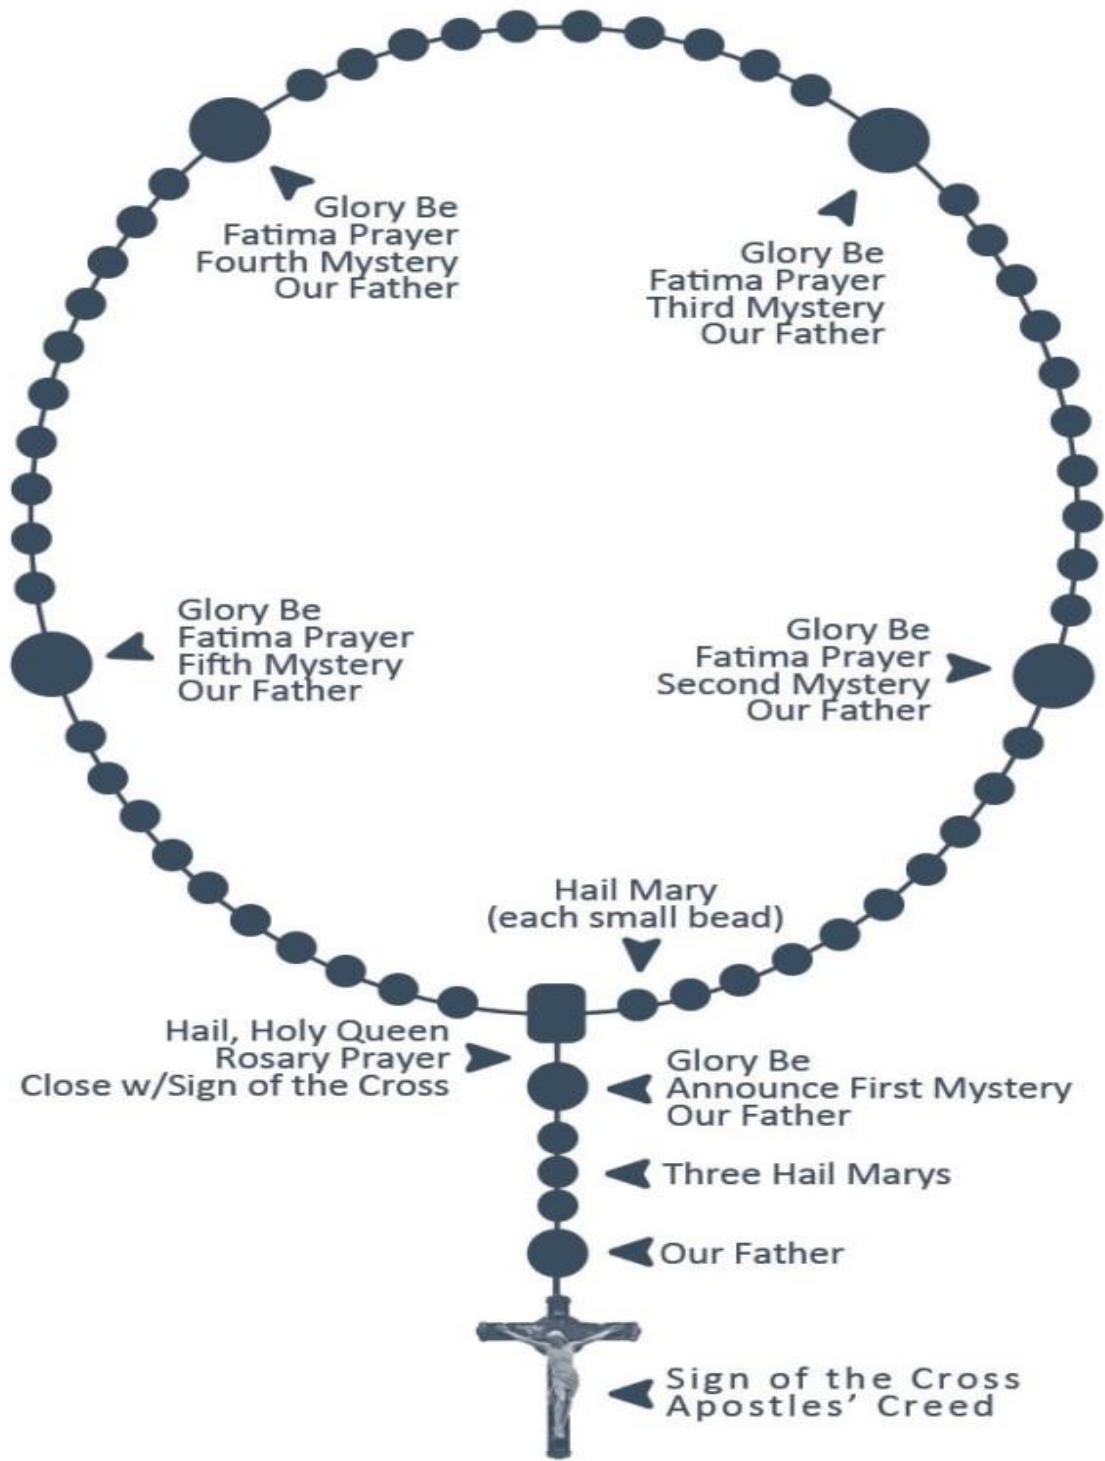 Glory Be
Fatima Prayer
Fourth Mystery
Our Father
Glory Be
Fatima Prayer
Third Mystery
Our Father
Glory Be
Fatima Prayer
Fifth Mystery
Our Father
Glory Be
Fatima Prayer
Second Mystery
Our Father
Hail Mary
(each small bead)
Hail, Holy Queen
Rosary Prayer
Close w/Sign of the Cross
Glory Be
Announce First Mystery
Our Father
Three Hail Marys
Our Father
Sign of the Cross
Apostles’ Creed